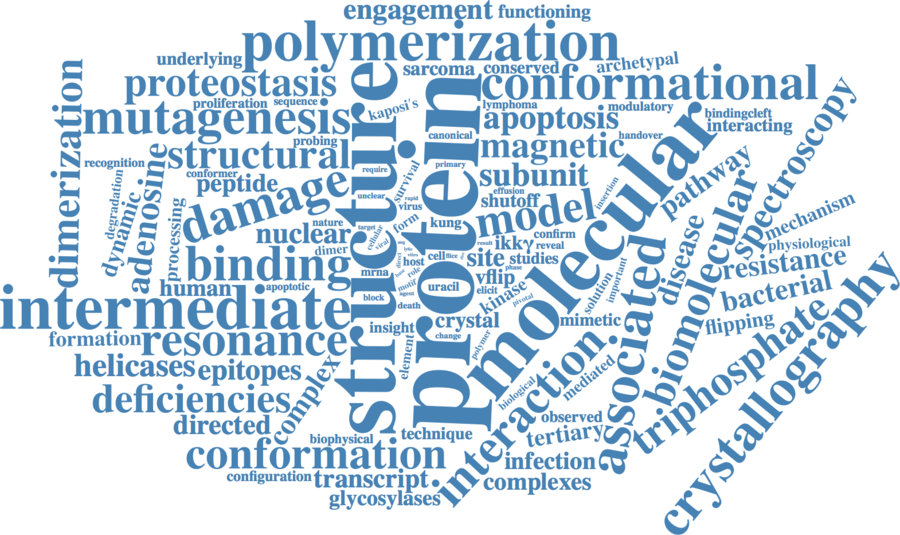 engagement
functioning
polymerization
underlying
sarcoma
conserved
archetypal
proteostasis
conformational
dimerization
proliferation
sequence
kaposi's
lymphoma
modulatory
bindingcleft
mutagenesis
apoptosis
interacting
probing
canonical
handover
structural
magnetic
spectroscopy
recognition
conformer
require
primary
peptide
survival
subunit
pathway
degradation
dynamic
adenosine
damage
unclear
rapid
effusion
insertion
shutoff
virus
model
processing
nature
target
form
kung
mechanism
nuclear
cellular
confirm
dimer
viral
result
ikkγ
reveal
physiological
structure
protein
molecular
binding
cell
site
studies
disease
biomolecular
resistance
host
mrna
role
phase
vflip
human
apoptotic
motif
uracil
elicit
solution
important
bacterial
intermediate
block
death
kinase
pivotal
associated
insight
crystal
mimetic
flipping
formation
resonance
element
change
polymer
triphosphate
helicases
epitopes
complex
interaction
mediated
crystallography
deficiencies
biological
directed
observed
biophysical
technique
tertiary
conformation
infection
configuration
transcript
complexes
glycosylases